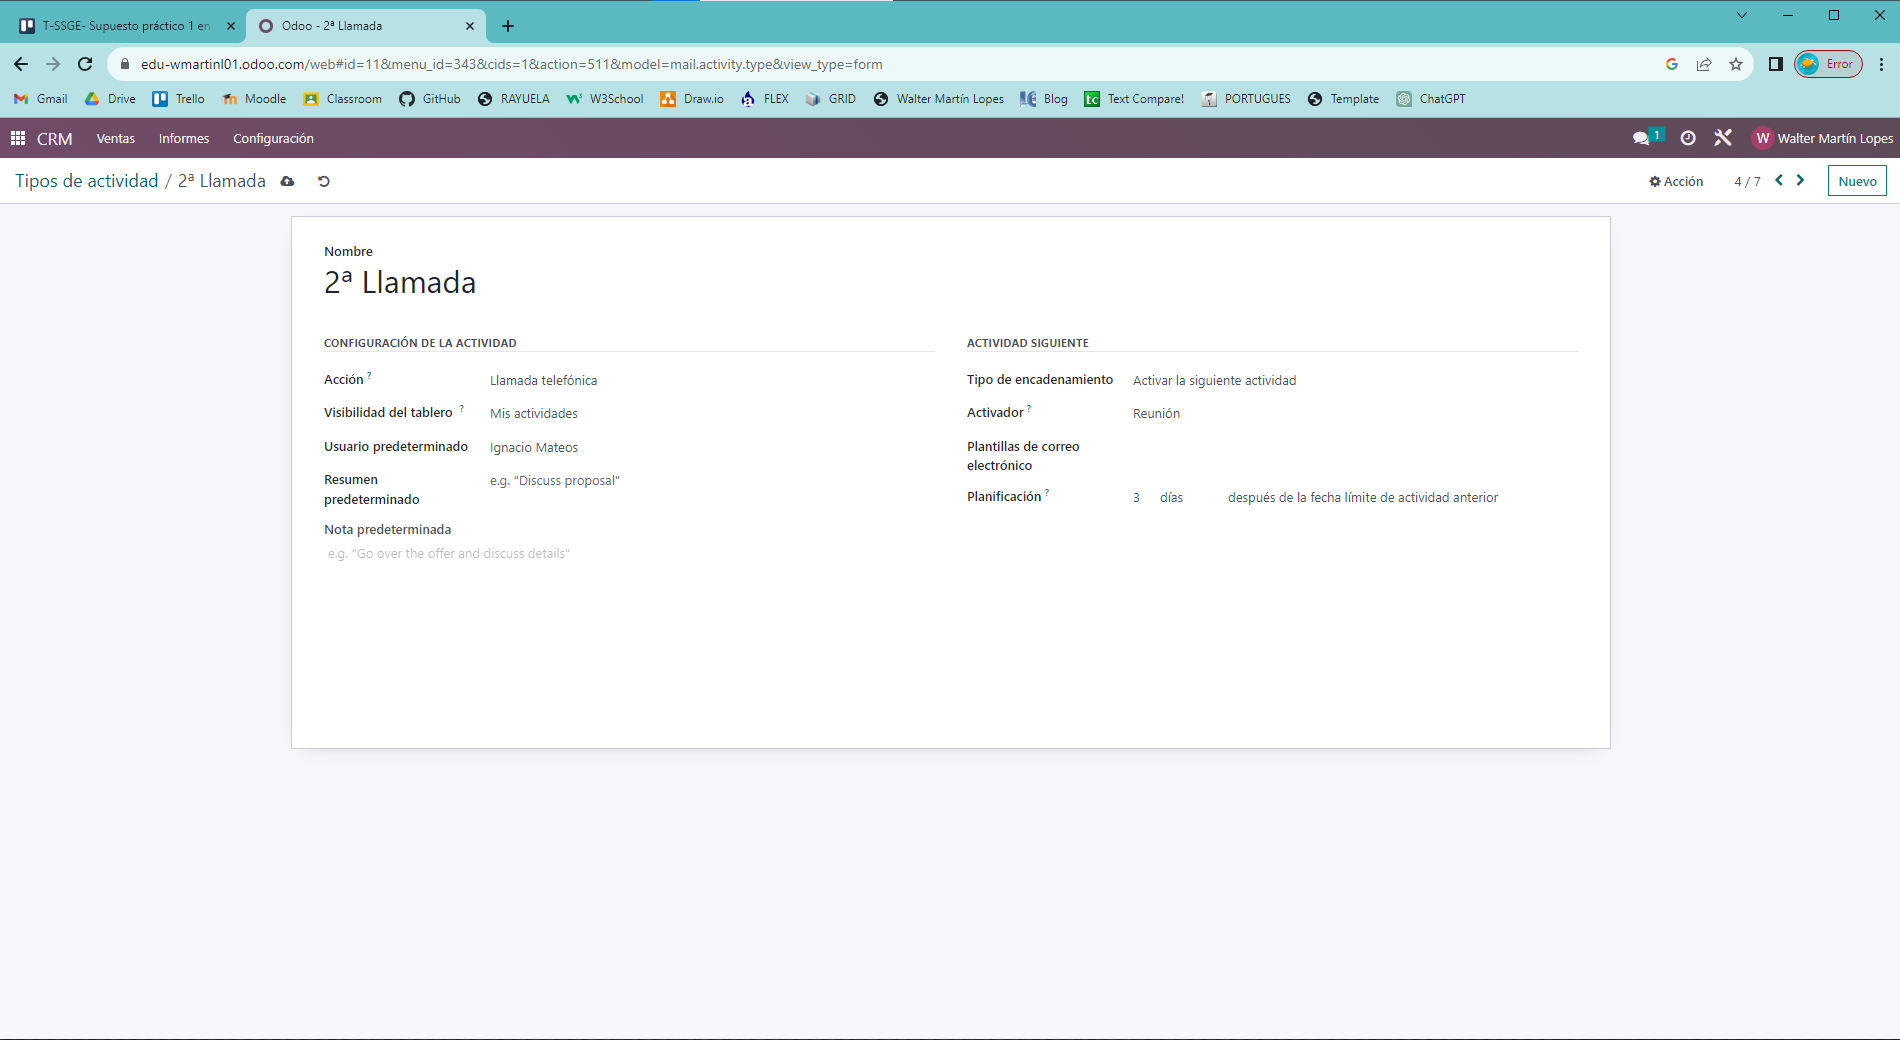 T-SSGE- Supuesto práctico 1 en
Odoo - 2ª Llamada
edu-wmartinl01.odoo.com/web#id=11&menu_id=343&cids=1&action=511&model=mail.activity.type&view_type=form
Error
Gmail Drive Trello Moodle Classroom GitHub RAYUELA W3School Draw.io FLEX GRID Walter Martín Lopes Blog Text Compare! PORTUGUES Template ChatGPT
CRM Ventas Informes Configuración 1 W Walter Martín Lopes
Tipos de actividad / 2ª Llamada Acción 4 / 7 Nuevo
Nombre
2ª Llamada
CONFIGURACIÓN DE LA ACTIVIDAD
Acción ? Llamada telefónica
Visibilidad del tablero ? Mis actividades
Usuario predeterminado Ignacio Mateos
Resumen predeterminado e.g. "Discuss proposal"
Nota predeterminada
e.g. "Go over the offer and discuss details"
ACTIVIDAD SIGUIENTE
Tipo de encadenamiento Activar la siguiente actividad
Activador ? Reunión
Plantillas de correo
electrónico
Planificación ? 3 días después de la fecha límite de actividad anterior